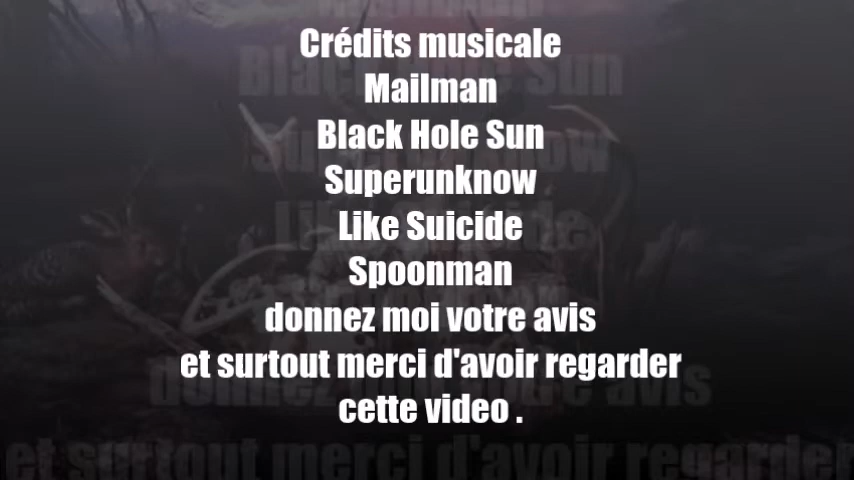 Crédits musicale
Mailman
Black Hole Sun
Superunknow
Like Suicide
Spoonman
donnez moi votre avis
et surtout merci d'avoir regarder
cette video .